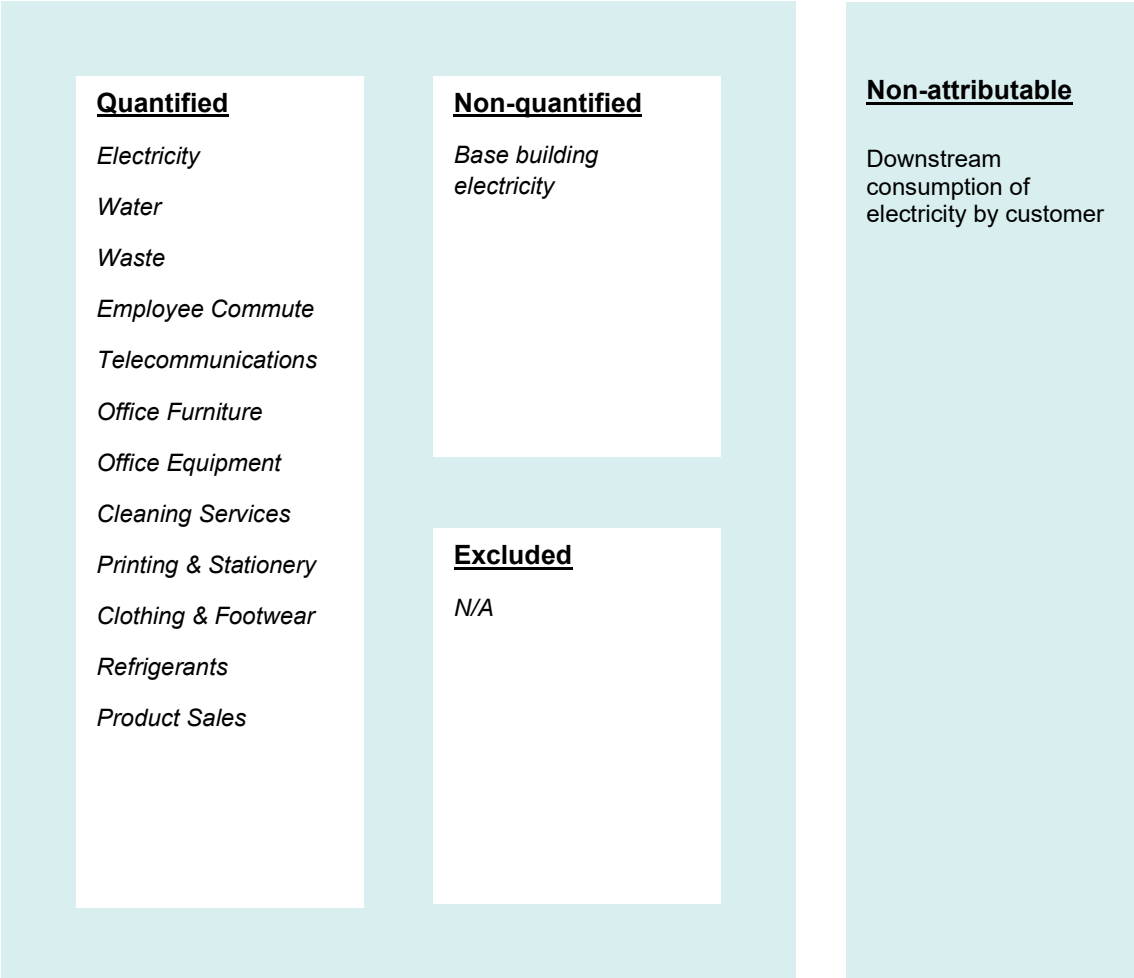 Quantified
Electricity
Water
Waste
Employee Commute
Telecommunications
Office Furniture
Office Equipment
Cleaning Services
Printing & Stationery
Clothing & Footwear
Refrigerants
Product Sales
Non-quantified
Base building
electricity
Excluded
N/A
Non-attributable
Downstream
consumption of
electricity by customer